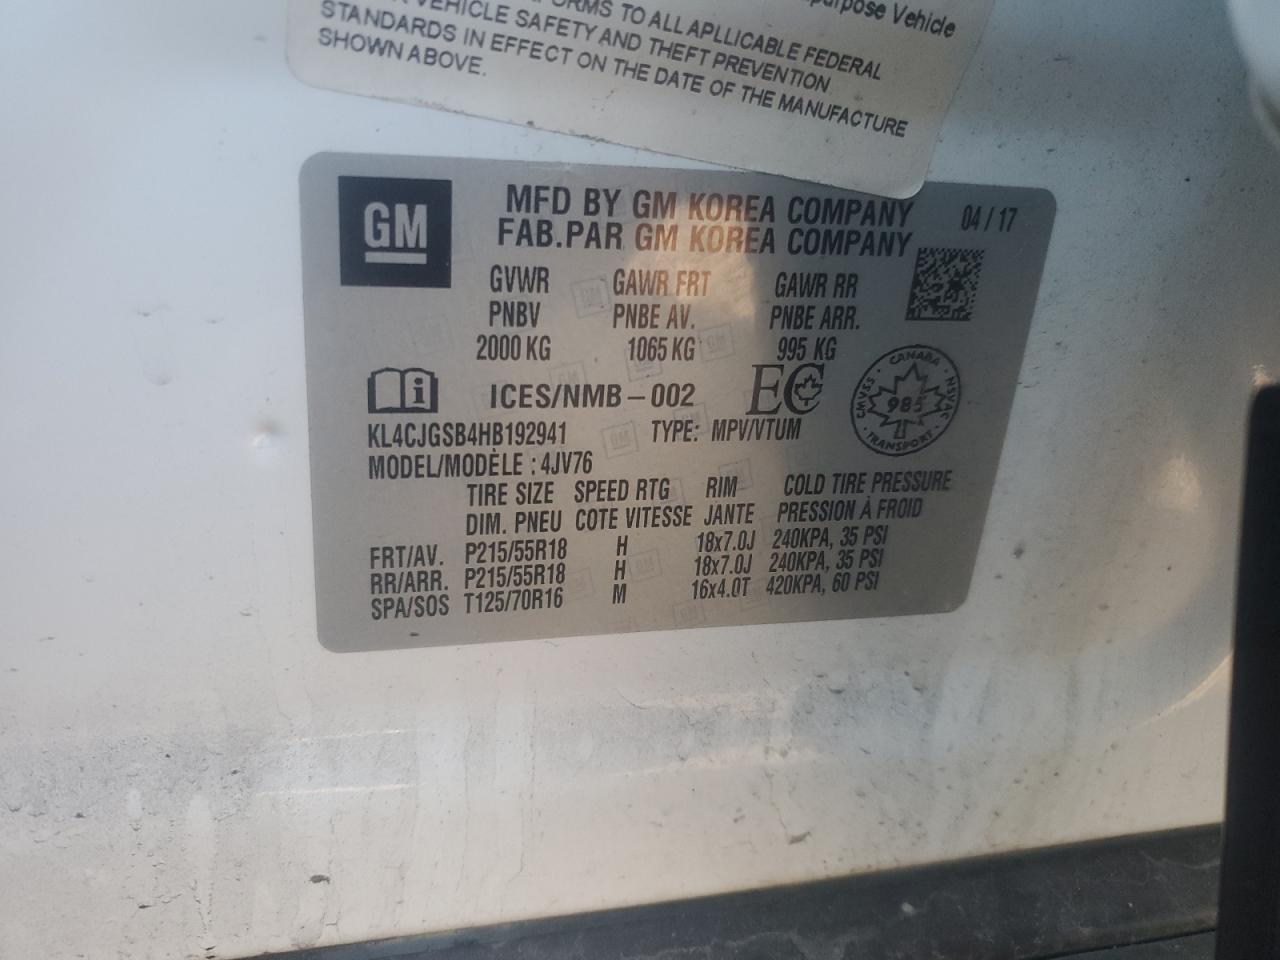 purpose Vehicle
FORMS TO ALL APLLICABLE FEDERAL
VEHICLE SAFETY AND THEFT PREVENTION
STANDARDS IN EFFECT ON THE DATE OF THE MANUFACTURE
SHOWN ABOVE.
GM
MFD BY GM KOREA COMPANY 04/17
FAB.PAR GM KOREA COMPANY
GVWR GAWR FRT GAWR RR
PNBV PNBE AV. PNBE ARR.
2000 KG 1065 KG 995 KG
i ICES/NMB-002 EC
CANADA
CMVSS 985 NSVAC
TRANSPORT
KL4CJGSB4HB192941 TYPE: MPV/VTUM
MODEL/MODÈLE : 4JV76
TIRE SIZE SPEED RTG RIM COLD TIRE PRESSURE
DIM. PNEU COTE VITESSE JANTE PRESSION À FROID
FRT/AV. P215/55R18 H 18x7.0J 240KPA, 35 PSI
RR/ARR. P215/55R18 H 18x7.0J 240KPA, 35 PSI
SPA/SOS T125/70R16 M 16x4.0T 420KPA, 60 PSI